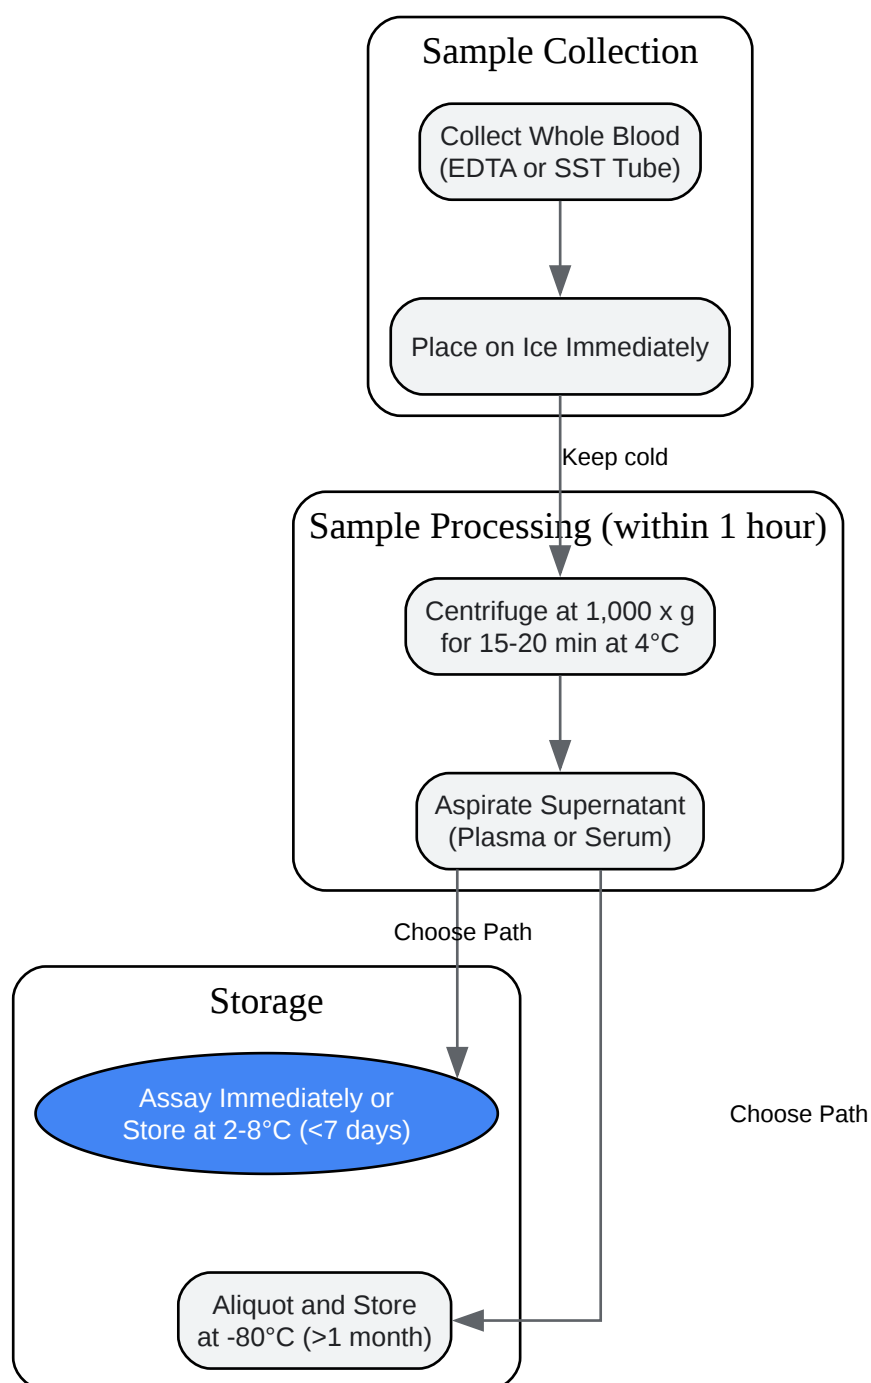 Sample Collection
Collect Whole Blood
(EDTA or SST Tube)
Place on Ice Immediately
Keep cold
Sample Processing (within 1 hour)
Centrifuge at 1,000 x g
for 15-20 min at 4°C
Aspirate Supernatant
(Plasma or Serum)
Choose Path
Storage
Assay Immediately or
Store at 2-8°C (<7 days)
Choose Path
Aliquot and Store
at -80°C (>1 month)